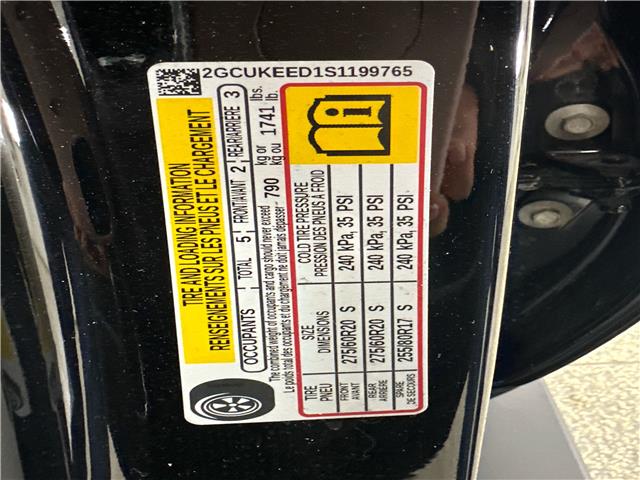 2GCUKEED1S1199765
TIRE AND LOADING INFORMATION
RENSEIGNEMENTS SUR LES PNEUS ET LE CHARGEMENT
OCCUPANTS TOTAL 5 FRONT/AVANT 2 REAR/ARRIERE 3
The combined weight of occupants and cargo should never exceed 790 kg or 1741 lbs.
Le poids total des occupants et du chargement ne doit jamais dépasser 790 kg ou 1741 lb.
TIRE SIZE COLD TIRE PRESSURE
PNEU DIMENSIONS PRESSION DES PNEUS À FROID
FRONT
AVANT 275/60R20 S 240 kPa, 35 PSI
REAR
ARRIERE 275/60R20 S 240 kPa, 35 PSI
SPARE
DE SECOURS 255/80R17 S 240 kPa, 35 PSI